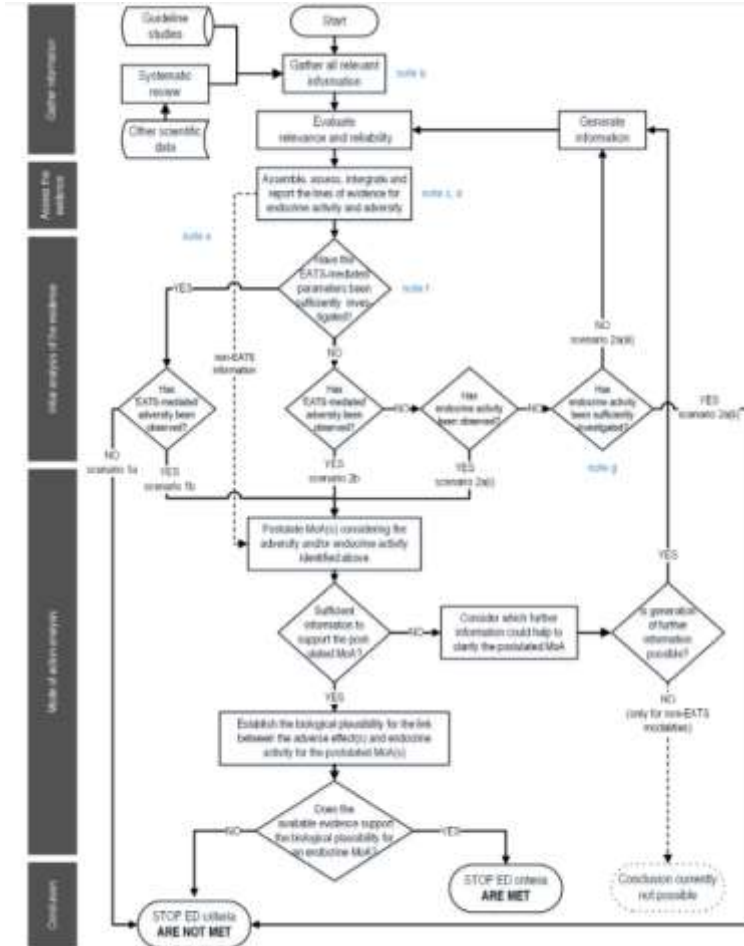 Gather information
Assess the
evidence
Initial analysis of the evidence
Mode of action analysis
Conclusion
Guideline
studies
Start
Systematic
review
Gather all relevant
information
note b
Other scientific
data
Evaluate
relevance and reliability
Generate
information
Assemble, assess, intergrate and
report the lines of evidence for
endocrine activity and adversity
note c, d
note e
Have the
EATS-mediated
parameters been
sufficiently inves-
tigated?
note f
YES
NO
non-EATS
information
NO
scenario 2a(ii)
Has
EATS-mediated
adversity been
observed?
Has
EATS-mediated
adversity been
observed?
NO
Has
endocrine activity
been observed?
NO
Has
endocrine activity
been sufficiently
investigated?
YES
note g
NO
scenario 1a
YES
scenario 1b
YES
scenario 2b
YES
scenario 2a(i)
Postulate MoA(s) considering the
adversity and/or endocrine activity
identified above
YES
Sufficient
information to
support the post-
ulated MoA?
NO
Consider which further
information could help to
clarify the postulated MoA
Is generation
of further
information
possible?
YES
NO
(only for non-EATS
modalities)
Establish the biological plausibility for the link
between the adverse effect(s) and endocrine
activity for the postulated MoA(s)
Does the
available evidence support
the biological plausibility for
an endocrine MoA?
NO
YES
STOP ED criteria
ARE NOT MET
STOP ED criteria
ARE MET
Conclusion currently
not possible